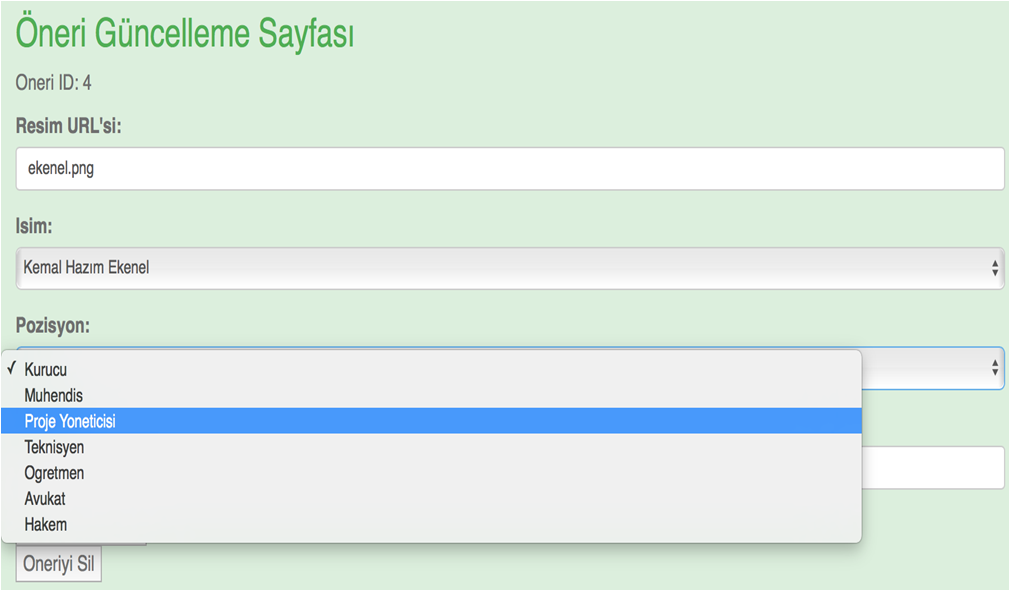 Öneri Güncelleme Sayfası
Oneri ID: 4
Resim URL'si:
ekenel.png
Isim:
Kemal Hazım Ekenel
Pozisyon:
✓ Kurucu
Muhendis
Proje Yoneticisi
Teknisyen
Ogretmen
Avukat
Hakem
Oneriyi Sil